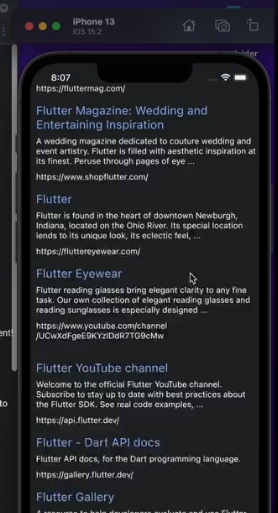 iPhone 13
iOS 15.2
8:07
https://fluttermag.com/
Flutter Magazine: Wedding and
Entertaining Inspiration
A wedding magazine dedicated to couture wedding and
event artistry. Flutter is filled with aesthetic inspiration at
its finest. Peruse through pages of eye ...
https://www.shopflutter.com/
Flutter
Flutter is found in the heart of downtown Newburgh,
Indiana, located on the Ohio River. Its special location
lends to its unique look, its eclectic feel, ...
https://fluttereyewear.com/
Flutter Eyewear
Flutter reading glasses bring elegant clarity to any fine
task. Our own collection of elegant reading glasses and
reading sunglasses is especially designed ...
https://www.youtube.com/channel
/UCwXdFgeE9KYzlDdR7TG9cMw
Flutter YouTube channel
Welcome to the official Flutter YouTube channel.
Subscribe to stay up to date with best practices about
the Flutter SDK. See real code examples, ...
https://api.flutter.dev/
Flutter - Dart API docs
Flutter API docs, for the Dart programming language.
https://gallery.flutter.dev/
Flutter Gallery
to